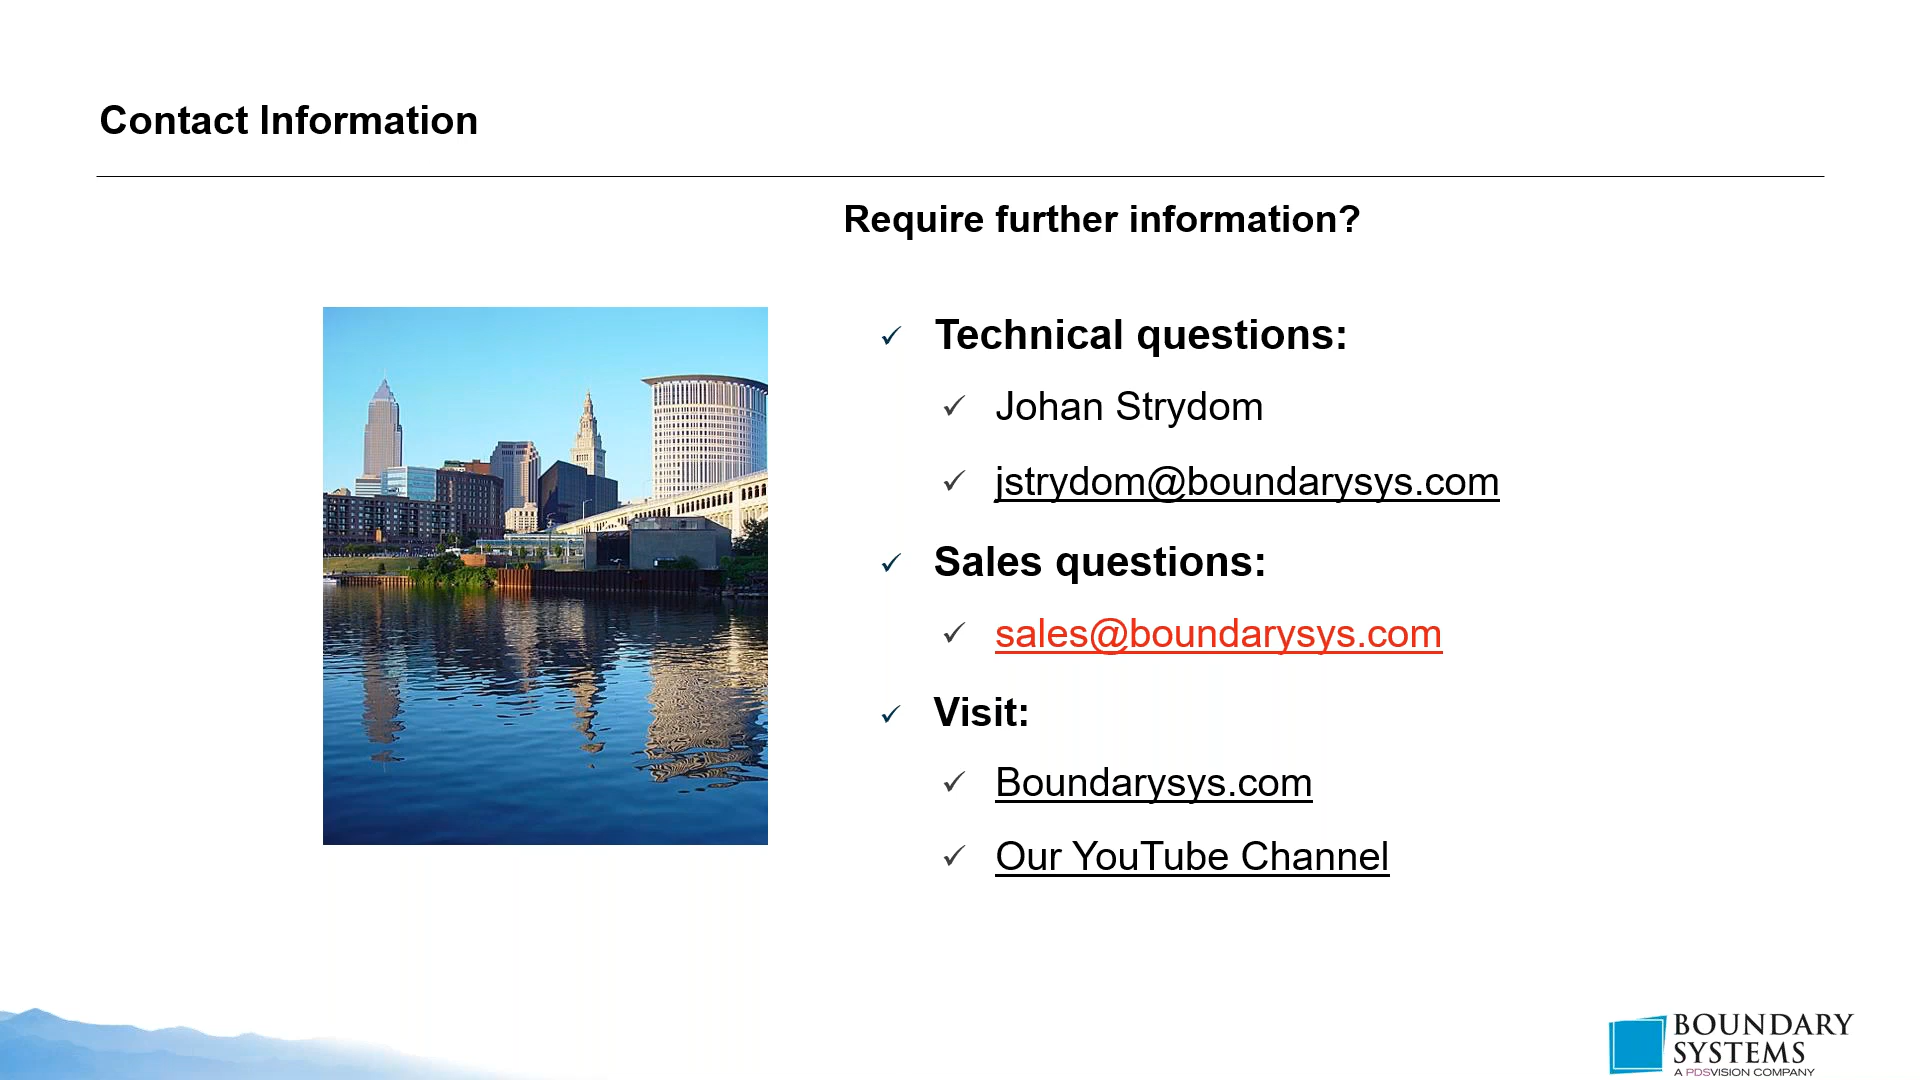 Contact Information
Require further information?
Technical questions:
Johan Strydom
jstrydom@boundarysys.com
Sales questions:
sales@boundarysys.com
Visit:
Boundarysys.com
Our YouTube Channel
BOUNDARY
SYSTEMS
A PDSVISION COMPANY